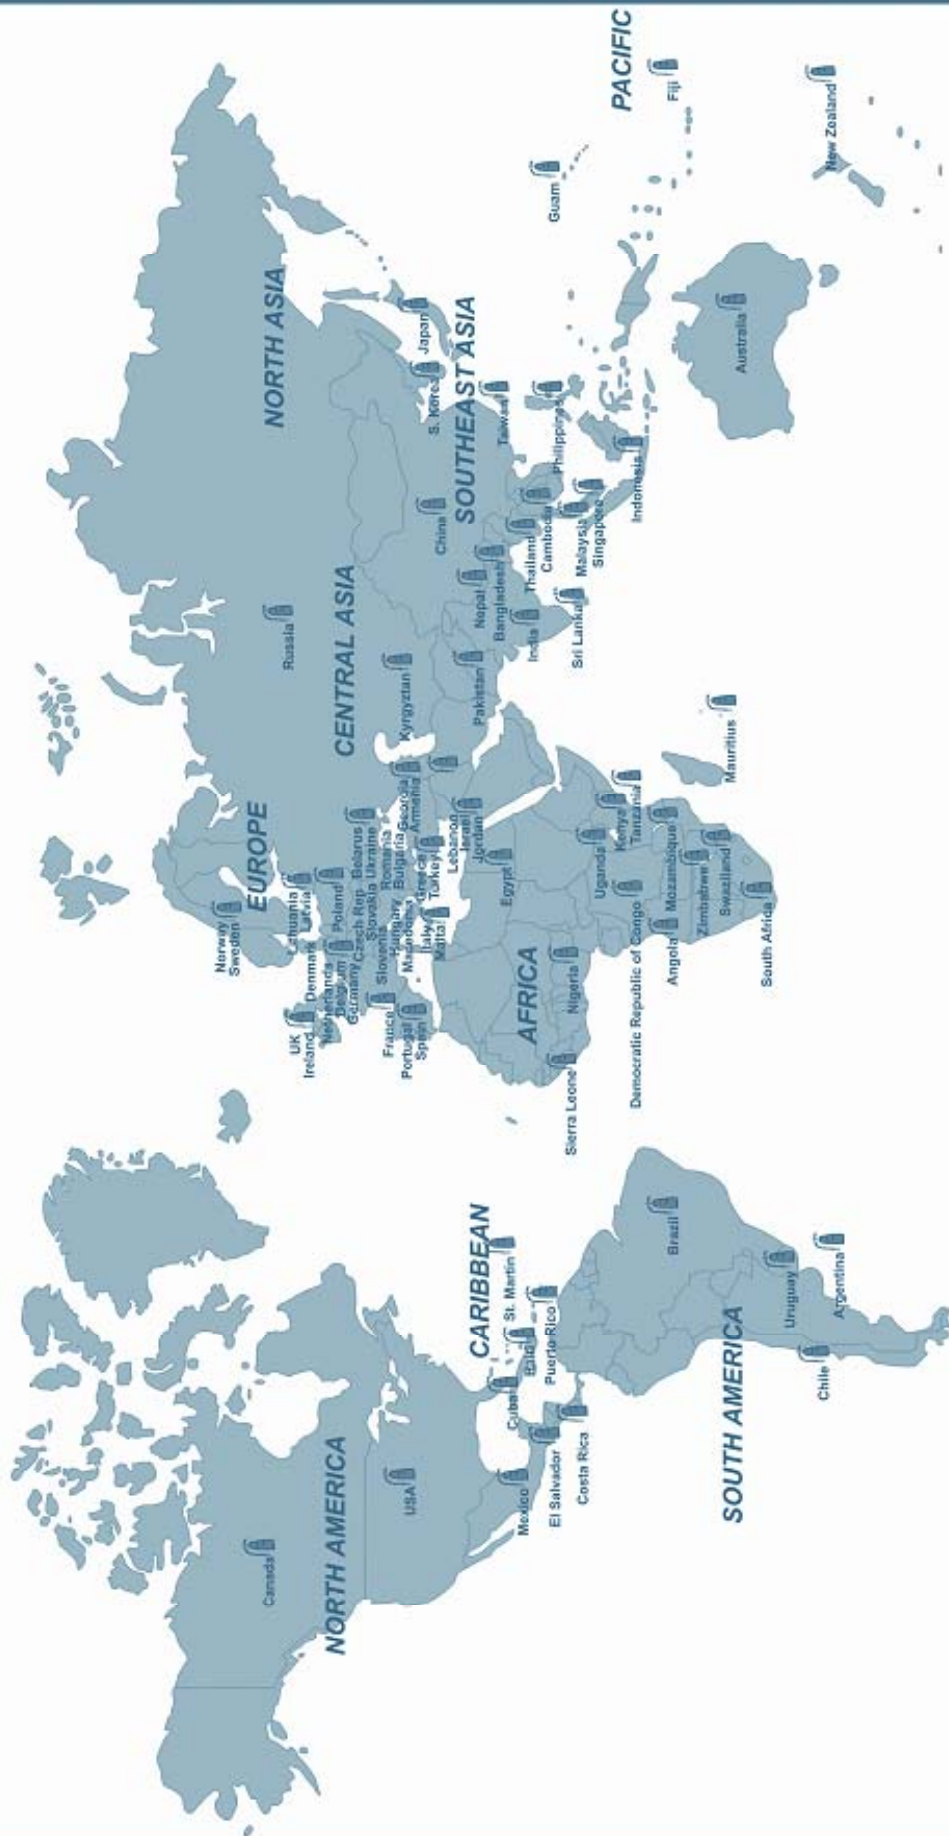 NORTH AMERICA
Canada
USA
Mexico
El Salvador
Costa Rica
CARIBBEAN
Cuba
Haiti
Puerto Rico
St. Martin
SOUTH AMERICA
Brazil
Uruguay
Argentina
Chile
EUROPE
Norway
Sweden
UK
Ireland
Denmark
Lithuania
Latvia
Netherlands
Belgium
Germany
Poland
Czech Rep
Slovakia
Belarus
Ukraine
France
Slovenia
Hungary
Romania
Bulgaria
Macedonia
Portugal
Spain
Italy
Malta
Greece
Turkey
Georgia
Armenia
Lebanon
Israel
Jordan
AFRICA
Egypt
Sierra Leone
Nigeria
Uganda
Kenya
Tanzania
Democratic Republic of Congo
Angola
Mozambique
Zimbabwe
Swaziland
South Africa
Mauritius
NORTH ASIA
Russia
CENTRAL ASIA
Kyrgyztan
Pakistan
SOUTHEAST ASIA
China
S. Korea
Japan
Taiwan
Nepal
Bangladesh
India
Sri Lanka
Thailand
Cambodia
Malaysia
Singapore
Philippines
Indonesia
PACIFIC
Guam
Fiji
Australia
New Zealand